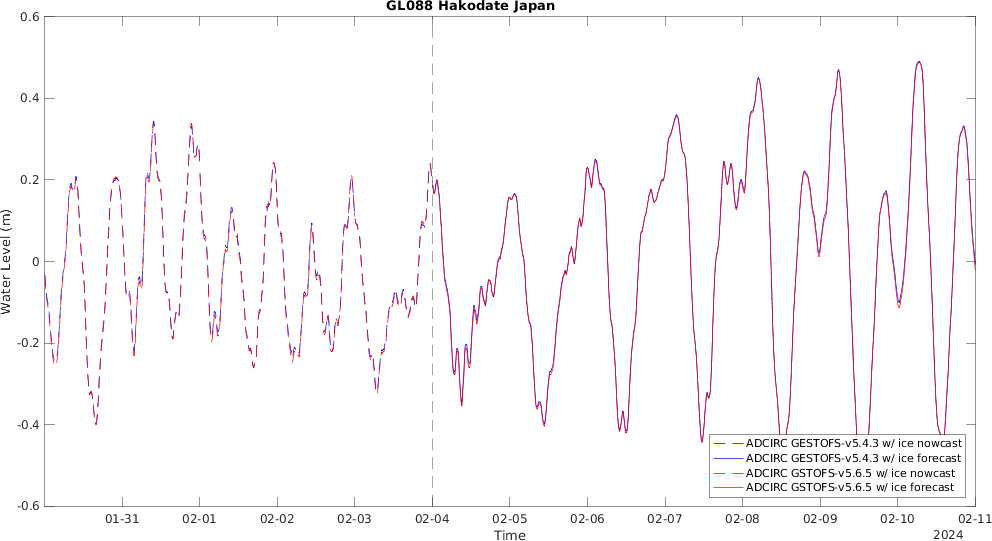 GL088 Hakodate Japan
0.6
0.4
0.2
0
-0.2
-0.4
-0.6
Water Level (m)
ADCIRC GESTOFS-v5.4.3 w/ ice nowcast
ADCIRC GESTOFS-v5.4.3 w/ ice forecast
ADCIRC GSTOFS-v5.6.5 w/ ice nowcast
ADCIRC GSTOFS-v5.6.5 w/ ice forecast
01-31 02-01 02-02 02-03 02-04 02-05 02-06 02-07 02-08 02-09 02-10 02-11
Time
2024